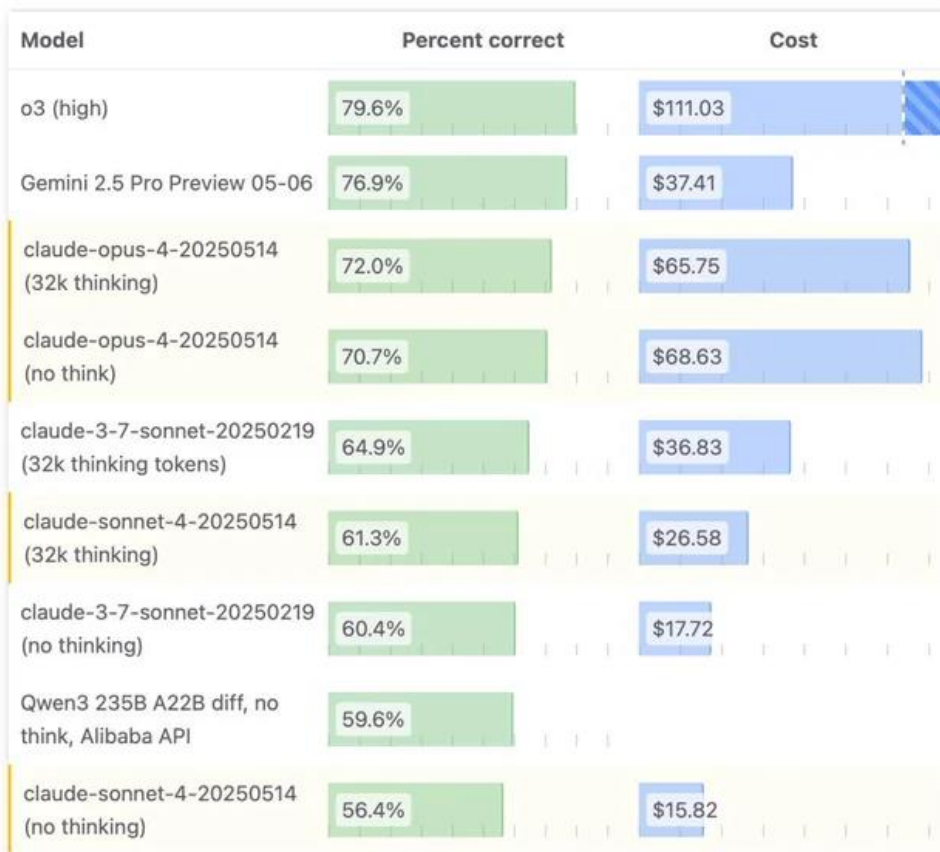 Model Percent correct Cost
o3 (high) 79.6% $111.03
Gemini 2.5 Pro Preview 05-06 76.9% $37.41
claude-opus-4-20250514
(32k thinking) 72.0% $65.75
claude-opus-4-20250514
(no think) 70.7% $68.63
claude-3-7-sonnet-20250219
(32k thinking tokens) 64.9% $36.83
claude-sonnet-4-20250514
(32k thinking) 61.3% $26.58
claude-3-7-sonnet-20250219
(no thinking) 60.4% $17.72
Qwen3 235B A22B diff, no
think, Alibaba API 59.6%
claude-sonnet-4-20250514
(no thinking) 56.4% $15.82